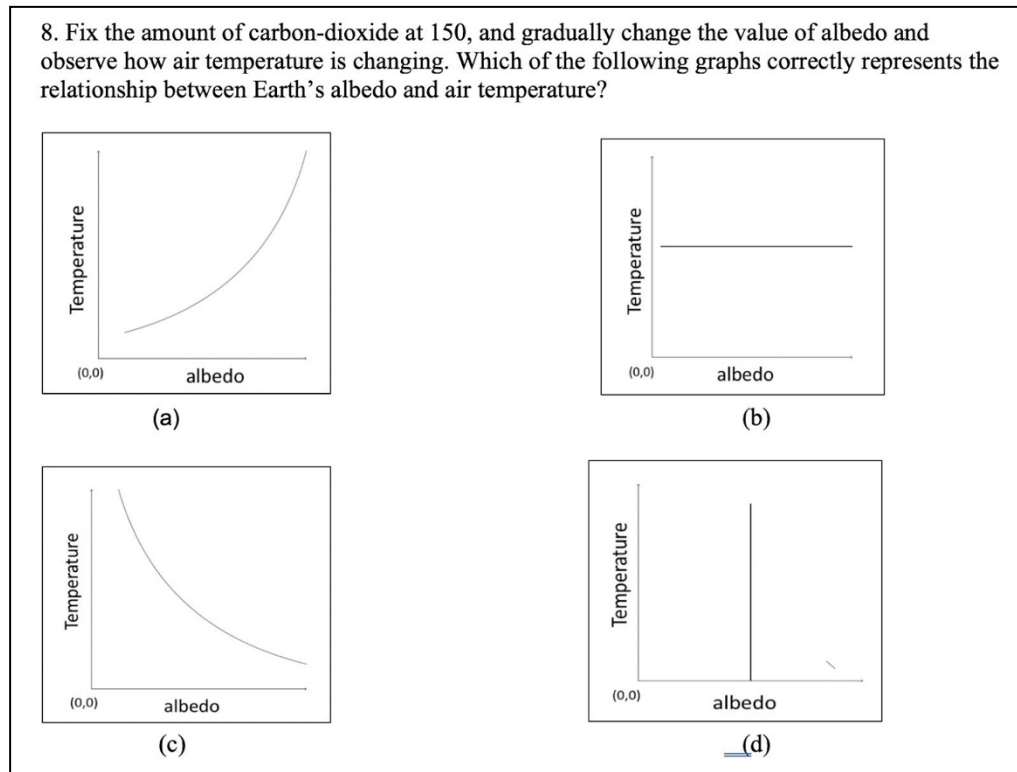 8. Fix the amount of carbon-dioxide at 150, and gradually change the value of albedo and
observe how air temperature is changing. Which of the following graphs correctly represents the
relationship between Earth’s albedo and air temperature?
Temperature
(0,0)
albedo
(a)
Temperature
(0,0)
albedo
(b)
Temperature
(0,0)
albedo
(c)
Temperature
(0,0)
albedo
(d)